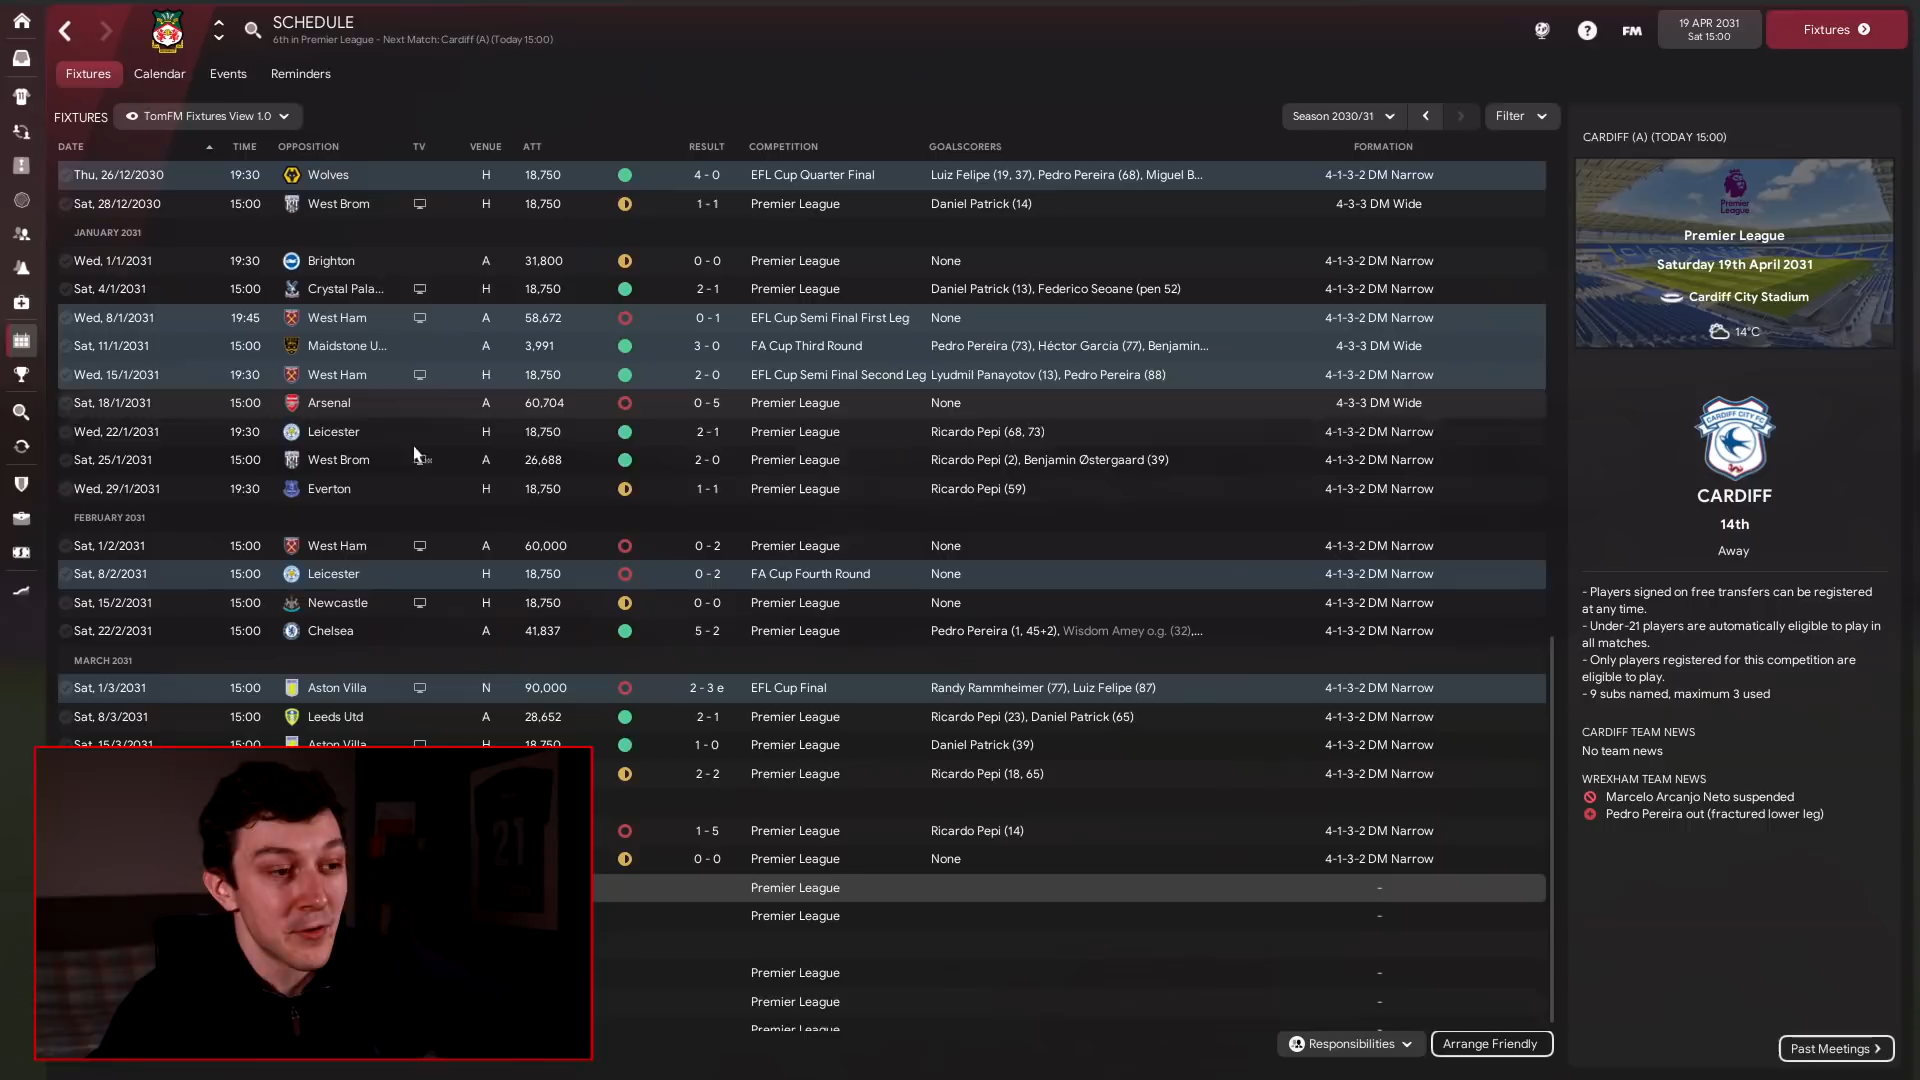 SCHEDULE
6th in Premier League - Next Match: Cardiff (A) (Today 15:00)
FM
19 APR 2031
Sat 15:00
Fixtures
Fixtures Calendar Events Reminders
FIXTURES TomFM Fixtures View 1.0 Season 2030/31 Filter
DATE TIME OPPOSITION TV VENUE ATT RESULT COMPETITION GOALSCORERS FORMATION
Thu, 26/12/2030 19:30 Wolves H 18,750 4 - 0 EFL Cup Quarter Final Luiz Felipe (19, 37), Pedro Pereira (68), Miguel B... 4-1-3-2 DM Narrow
Sat, 28/12/2030 15:00 West Brom H 18,750 1 - 1 Premier League Daniel Patrick (14) 4-3-3 DM Wide
JANUARY 2031
Wed, 1/1/2031 19:30 Brighton A 31,800 0 - 0 Premier League None 4-1-3-2 DM Narrow
Sat, 4/1/2031 15:00 Crystal Pala... H 18,750 2 - 1 Premier League Daniel Patrick (13), Federico Seoane (pen 52) 4-1-3-2 DM Narrow
Wed, 8/1/2031 19:45 West Ham A 58,672 0 - 1 EFL Cup Semi Final First Leg None 4-1-3-2 DM Narrow
Sat, 11/1/2031 15:00 Maidstone U... A 3,991 3 - 0 FA Cup Third Round Pedro Pereira (73), Héctor García (77), Benjamin... 4-3-3 DM Wide
Wed, 15/1/2031 19:30 West Ham H 18,750 2 - 0 EFL Cup Semi Final Second Leg Lyudmil Panayotov (13), Pedro Pereira (88) 4-1-3-2 DM Narrow
Sat, 18/1/2031 15:00 Arsenal A 60,704 0 - 5 Premier League None 4-3-3 DM Wide
Wed, 22/1/2031 19:30 Leicester H 18,750 2 - 1 Premier League Ricardo Pepi (68, 73) 4-1-3-2 DM Narrow
Sat, 25/1/2031 15:00 West Brom A 26,688 2 - 0 Premier League Ricardo Pepi (2), Benjamin Østergaard (39) 4-1-3-2 DM Narrow
Wed, 29/1/2031 19:30 Everton H 18,750 1 - 1 Premier League Ricardo Pepi (59) 4-1-3-2 DM Narrow
FEBRUARY 2031
Sat, 1/2/2031 15:00 West Ham A 60,000 0 - 2 Premier League None 4-1-3-2 DM Narrow
Sat, 8/2/2031 15:00 Leicester H 18,750 0 - 2 FA Cup Fourth Round None 4-1-3-2 DM Narrow
Sat, 15/2/2031 15:00 Newcastle H 18,750 0 - 0 Premier League None 4-1-3-2 DM Narrow
Sat, 22/2/2031 15:00 Chelsea A 41,837 5 - 2 Premier League Pedro Pereira (1, 45+2), Wisdom Amey o.g. (32),... 4-1-3-2 DM Narrow
MARCH 2031
Sat, 1/3/2031 15:00 Aston Villa N 90,000 2 - 3 e EFL Cup Final Randy Rammheimer (77), Luiz Felipe (87) 4-1-3-2 DM Narrow
Sat, 8/3/2031 15:00 Leeds Utd A 28,652 2 - 1 Premier League Ricardo Pepi (23), Daniel Patrick (65) 4-1-3-2 DM Narrow
Sat, 15/3/2031 15:00 Aston Villa H 18,750 1 - 0 Premier League Daniel Patrick (39) 4-1-3-2 DM Narrow
2 - 2 Premier League Ricardo Pepi (18, 65) 4-1-3-2 DM Narrow
1 - 5 Premier League Ricardo Pepi (14) 4-1-3-2 DM Narrow
0 - 0 Premier League None 4-1-3-2 DM Narrow
Premier League -
Premier League -
Premier League -
Premier League -
Premier League -
21
Responsibilities Arrange Friendly
CARDIFF (A) (TODAY 15:00)
Premier
League
Premier League
Saturday 19th April 2031
Cardiff City Stadium
14°C
CARDIFF CITY FC
CARDIFF
14th
Away
- Players signed on free transfers can be registered
at any time.
- Under-21 players are automatically eligible to play in
all matches.
- Only players registered for this competition are
eligible to play.
- 9 subs named, maximum 3 used
CARDIFF TEAM NEWS
No team news
WREXHAM TEAM NEWS
Marcelo Arcanjo Neto suspended
Pedro Pereira out (fractured lower leg)
Past Meetings